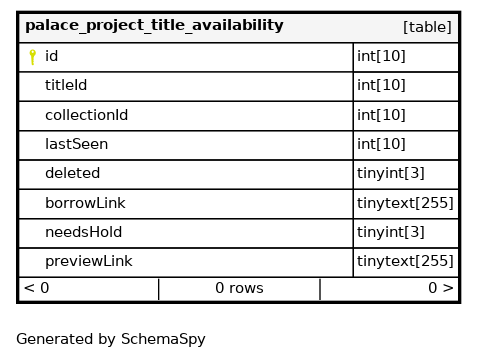 palace_project_title_availability [table]
id int[10]
titleId int[10]
collectionId int[10]
lastSeen int[10]
deleted tinyint[3]
borrowLink tinytext[255]
needsHold tinyint[3]
previewLink tinytext[255]
< 0 0 rows 0 >
Generated by SchemaSpy